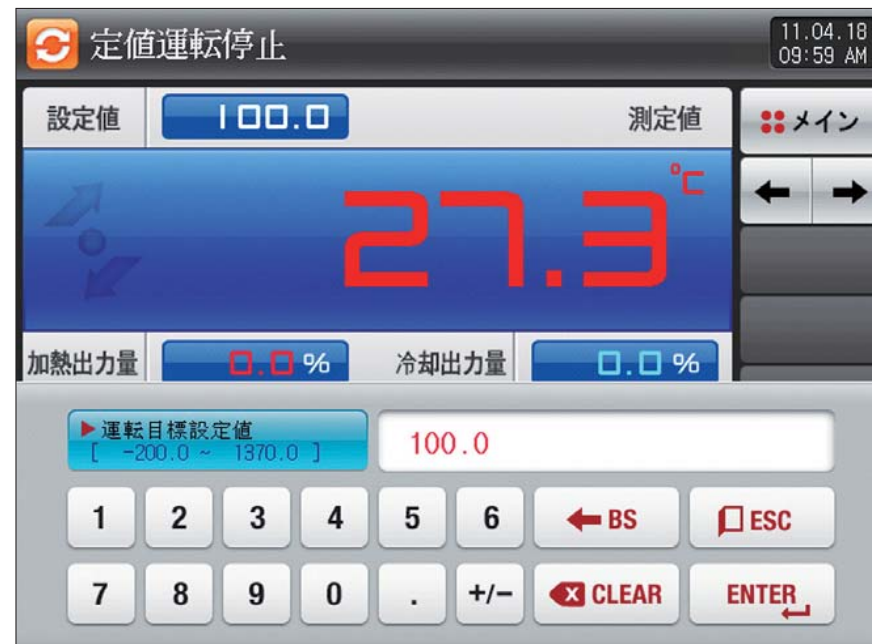 定値運転停止
11.04.18
09:59 AM
設定値 100.0 測定値
メイン
27.3 ℃
加熱出力量 0.0 % 冷却出力量 0.0 %
▶運転目標設定値
[ -200.0 ~ 1370.0 ]
100.0
1 2 3 4 5 6 BS ESC
7 8 9 0 . +/− CLEAR ENTER